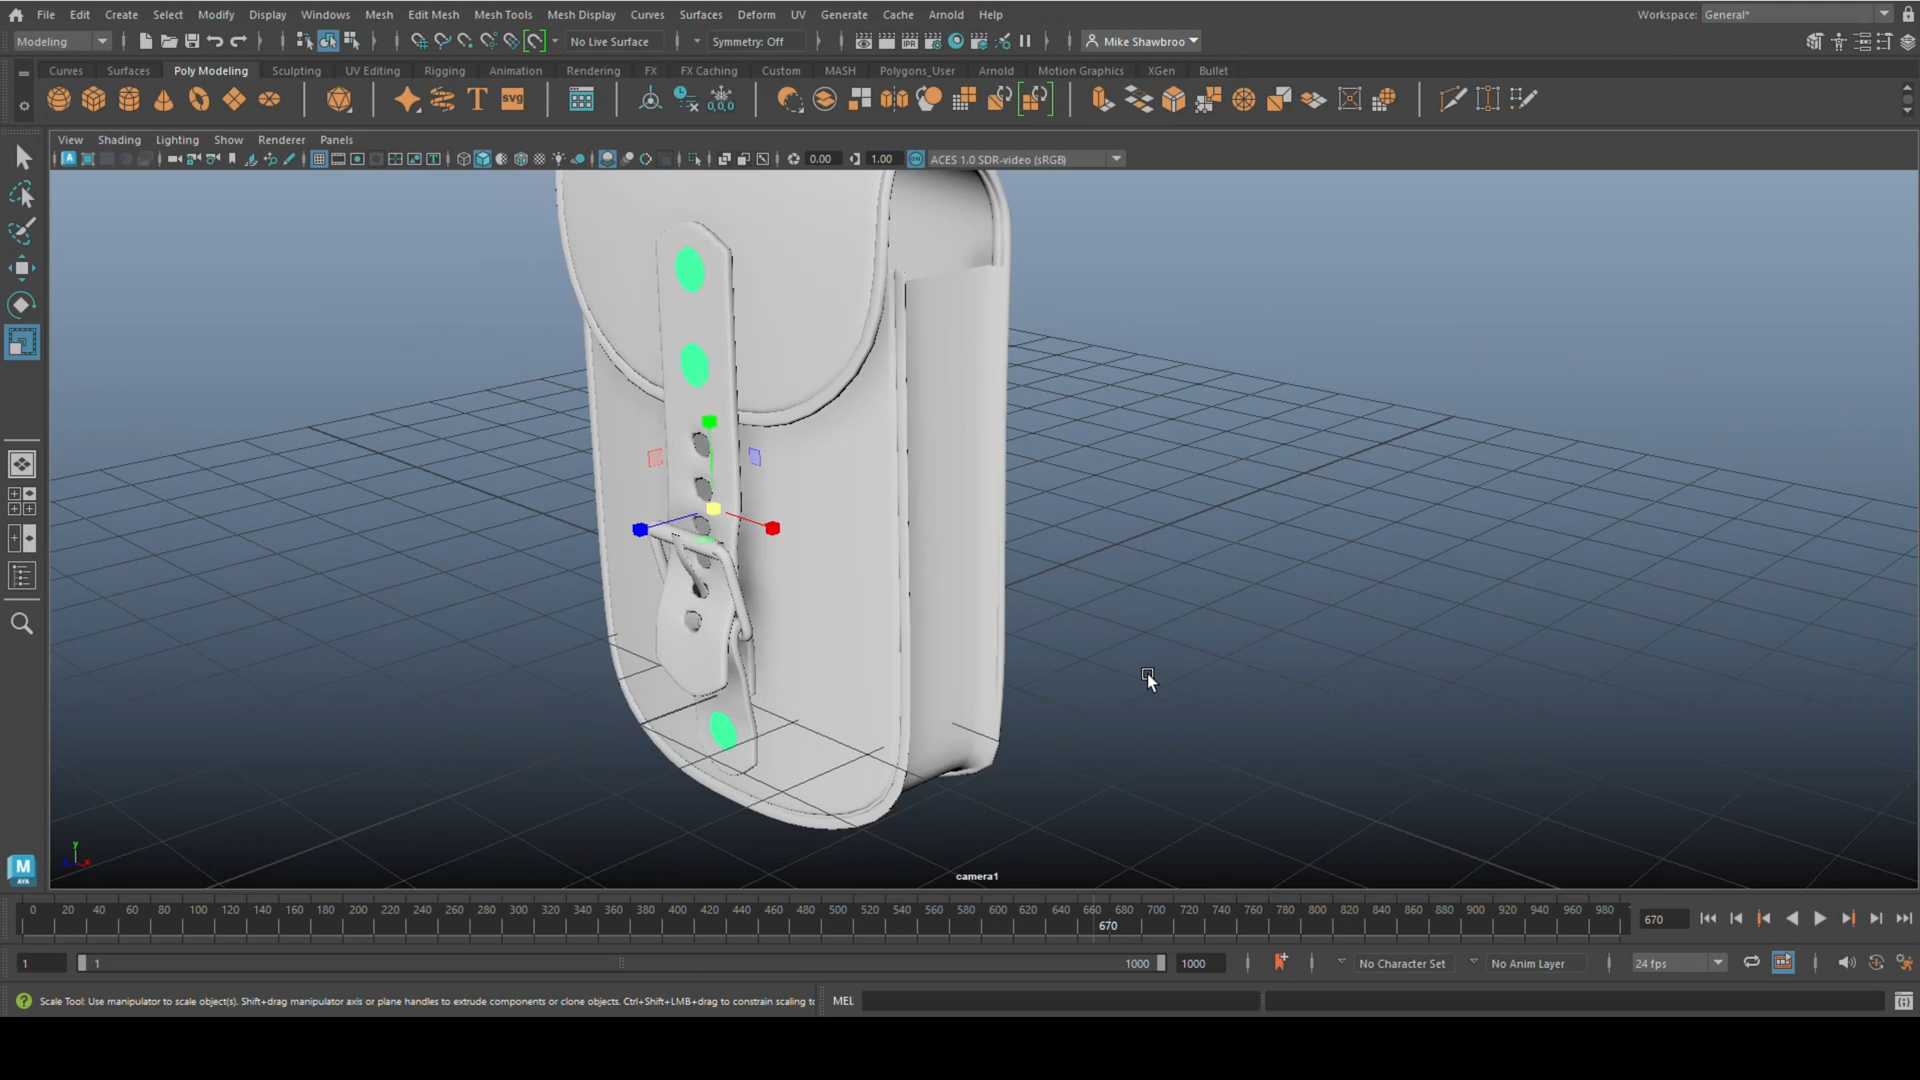 File Edit Create Select Modify Display Windows Mesh Edit Mesh Mesh Tools Mesh Display Curves Surfaces Deform UV Generate Cache Arnold Help Workspace: General*
Modeling No Live Surface Symmetry: Off Mike Shawbroo
Curves Surfaces Poly Modeling Sculpting UV Editing Rigging Animation Rendering FX FX Caching Custom MASH Polygons_User Arnold Motion Graphics XGen Bullet
T SVG 0,0,0
View Shading Lighting Show Renderer Panels
0.00 1.00 ACES 1.0 SDR-video (sRGB)
y
x
M
AYA
camera1
0 20 40 60 80 100 120 140 160 180 200 220 240 260 280 300 320 340 360 380 400 420 440 460 480 500 520 540 560 580 600 620 640 660 680 700 720 740 760 780 800 820 840 860 880 900 920 940 960 980
670 670
1 1 1000 1000 No Character Set No Anim Layer 24 fps
Scale Tool: Use manipulator to scale object(s). Shift+drag manipulator axis or plane handles to extrude components or clone objects. Ctrl+Shift+LMB+drag to constrain scaling to MEL